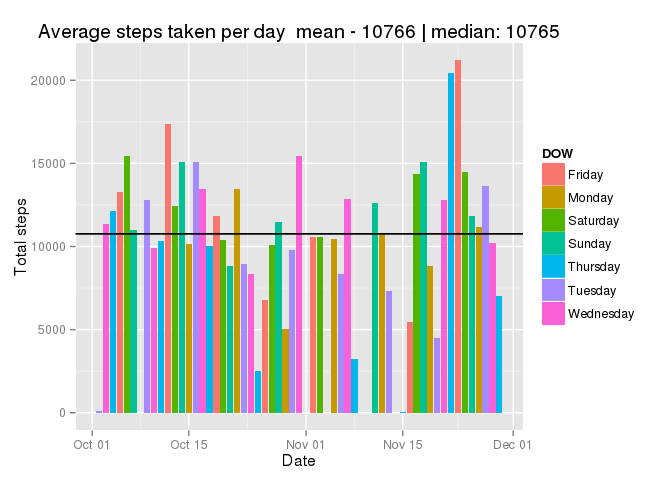 Average steps taken per day  mean - 10766 | median: 10765
Total steps
20000
15000
10000
5000
0
Oct 01
Oct 15
Nov 01
Nov 15
Dec 01
Date
DOW
Friday
Monday
Saturday
Sunday
Thursday
Tuesday
Wednesday